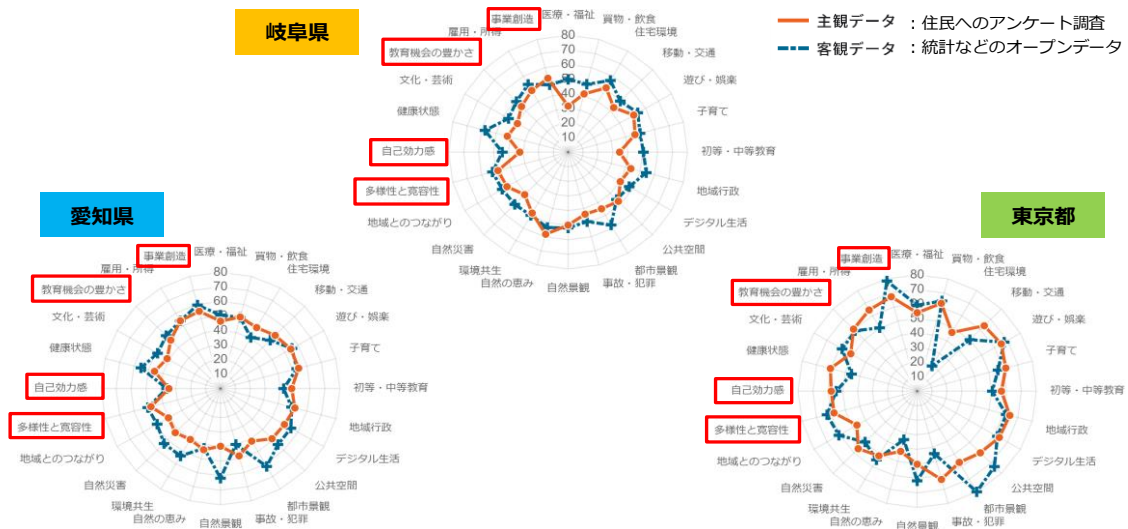 岐阜県
主観データ ：住民へのアンケート調査
客観データ ：統計などのオープンデータ
医療・福祉
買物・飲食
住宅環境
移動・交通
遊び・娯楽
子育て
初等・中等教育
地域行政
デジタル生活
公共空間
都市景観
事故・犯罪
自然景観
自然の恵み
環境共生
自然災害
地域とのつながり
多様性と寛容性
自己効力感
健康状態
文化・芸術
教育機会の豊かさ
雇用・所得
事業創造
80
70
60
50
40
30
20
10
愛知県
医療・福祉
買物・飲食
住宅環境
移動・交通
遊び・娯楽
子育て
初等・中等教育
地域行政
デジタル生活
公共空間
都市景観
事故・犯罪
自然景観
自然の恵み
環境共生
自然災害
地域とのつながり
多様性と寛容性
自己効力感
健康状態
文化・芸術
教育機会の豊かさ
雇用・所得
事業創造
80
70
60
50
40
30
20
10
東京都
医療・福祉
買物・飲食
住宅環境
移動・交通
遊び・娯楽
子育て
初等・中等教育
地域行政
デジタル生活
公共空間
都市景観
事故・犯罪
自然景観
自然の恵み
環境共生
自然災害
地域とのつながり
多様性と寛容性
自己効力感
健康状態
文化・芸術
教育機会の豊かさ
雇用・所得
事業創造
80
70
60
50
40
30
20
10